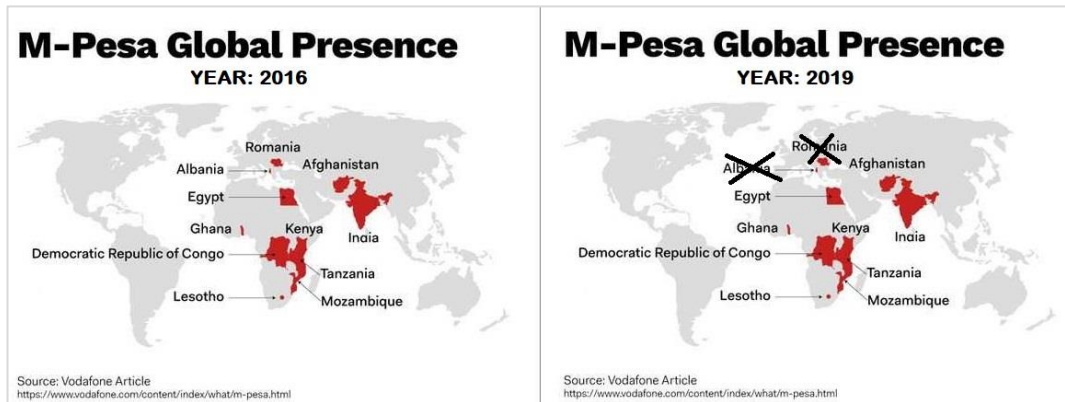 M-Pesa Global Presence
YEAR: 2016
Romania
Albania
Afghanistan
Egypt
Ghana
Kenya
India
Democratic Republic of Congo
Tanzania
Lesotho
Mozambique
Source: Vodafone Article
https://www.vodafone.com/content/index/what/m-pesa.html
M-Pesa Global Presence
YEAR: 2019
Romania
Albania
Afghanistan
Egypt
Ghana
Kenya
India
Democratic Republic of Congo
Tanzania
Lesotho
Mozambique
Source: Vodafone Article
https://www.vodafone.com/content/index/what/m-pesa.html